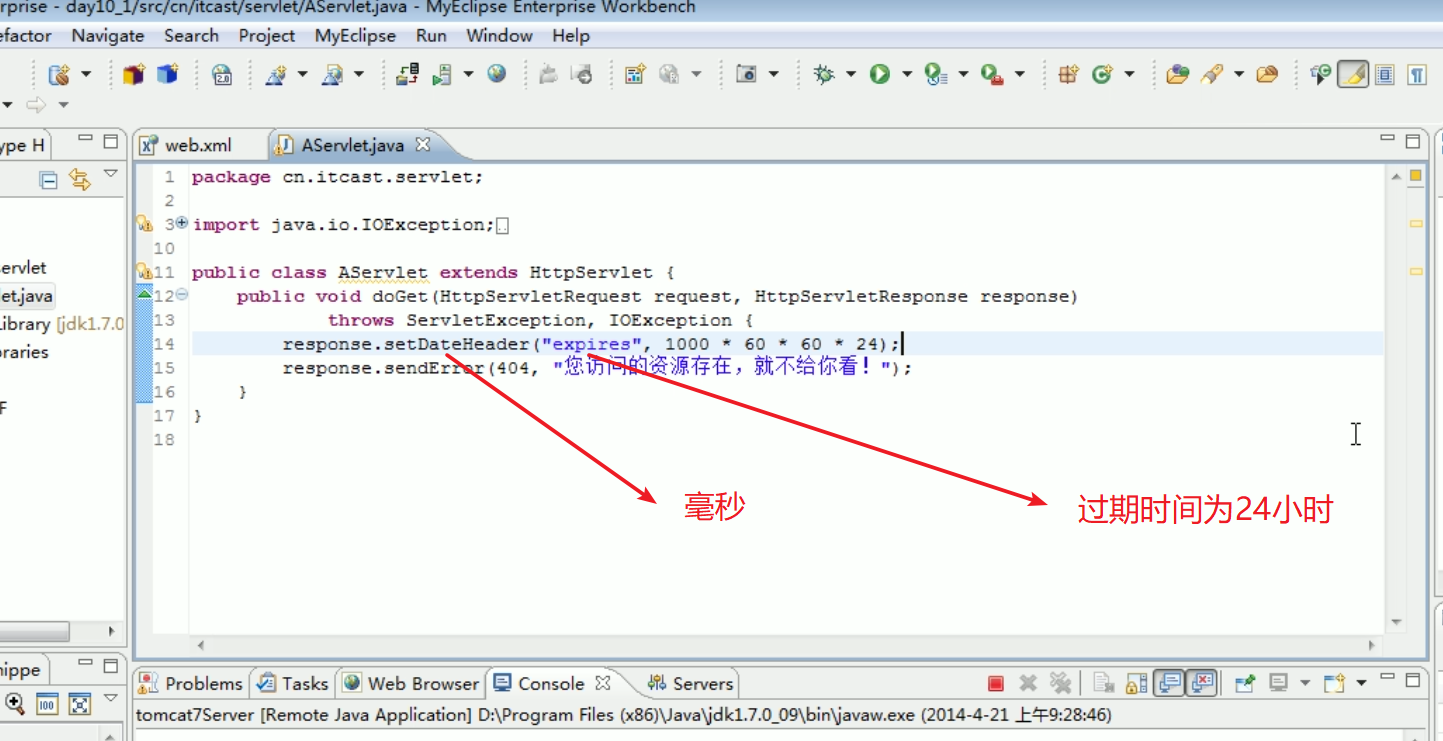 rprise - day10_1/src/cn/itcast/servlet/AServlet.java - MyEclipse Enterprise Workbench
efactor Navigate Search Project MyEclipse Run Window Help
2.0
ype H
web.xml AServlet.java
1 package cn.itcast.servlet;
2
3 import java.io.IOException;
10
ervlet
11 public class AServlet extends HttpServlet {
let.java
12 public void doGet(HttpServletRequest request, HttpServletResponse response)
Library [jdk1.7.0
13 throws ServletException, IOException {
braries
14 response.setDateHeader("expires", 1000 * 60 * 60 * 24);
15 response.sendError(404, "您访问的资源存在，就不给你看！");
16 }
F
17 }
18
毫秒
过期时间为24小时
nippe
Problems Tasks Web Browser Console Servers
100
tomcat7Server [Remote Java Application] D:\Program Files (x86)\Java\jdk1.7.0_09\bin\javaw.exe (2014-4-21 上午9:28:46)